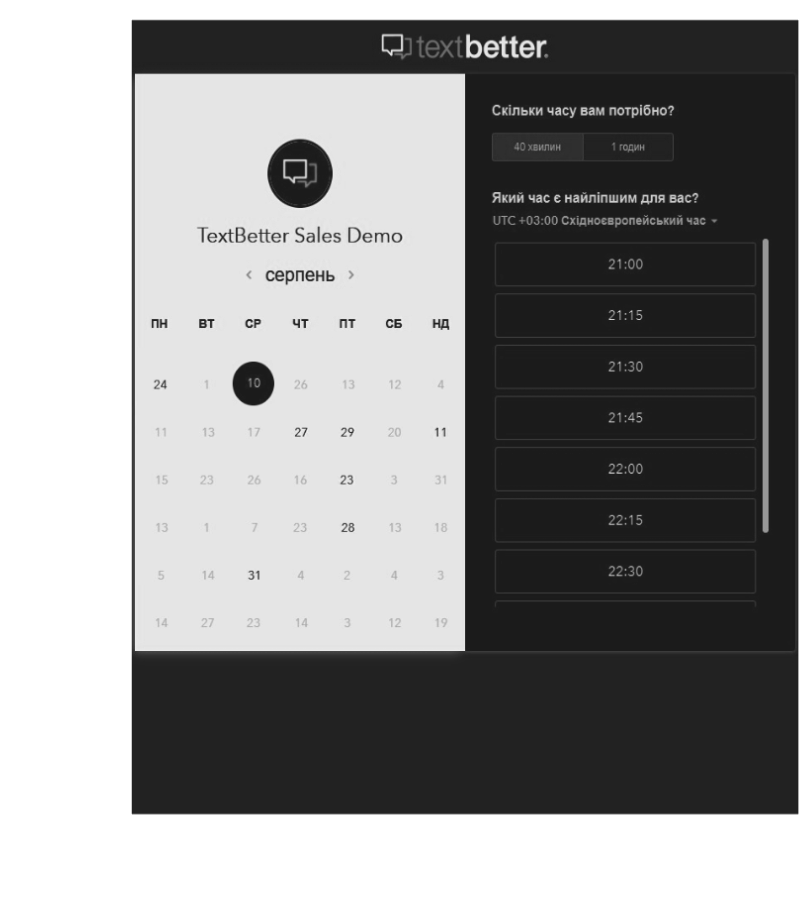 textbetter.
TextBetter Sales Demo
‹ серпень ›
ПН ВТ СР ЧТ ПТ СБ НД
24 1 10 26 13 12 4
11 13 17 27 29 20 11
15 23 26 16 23 3 31
13 1 7 23 28 13 18
5 14 31 4 2 4 3
14 27 23 14 3 12 19
Скільки часу вам потрібно?
40 хвилин 1 годин
Який час є найліпшим для вас?
UTC +03:00 Східноєвропейський час
21:00
21:15
21:30
21:45
22:00
22:15
22:30